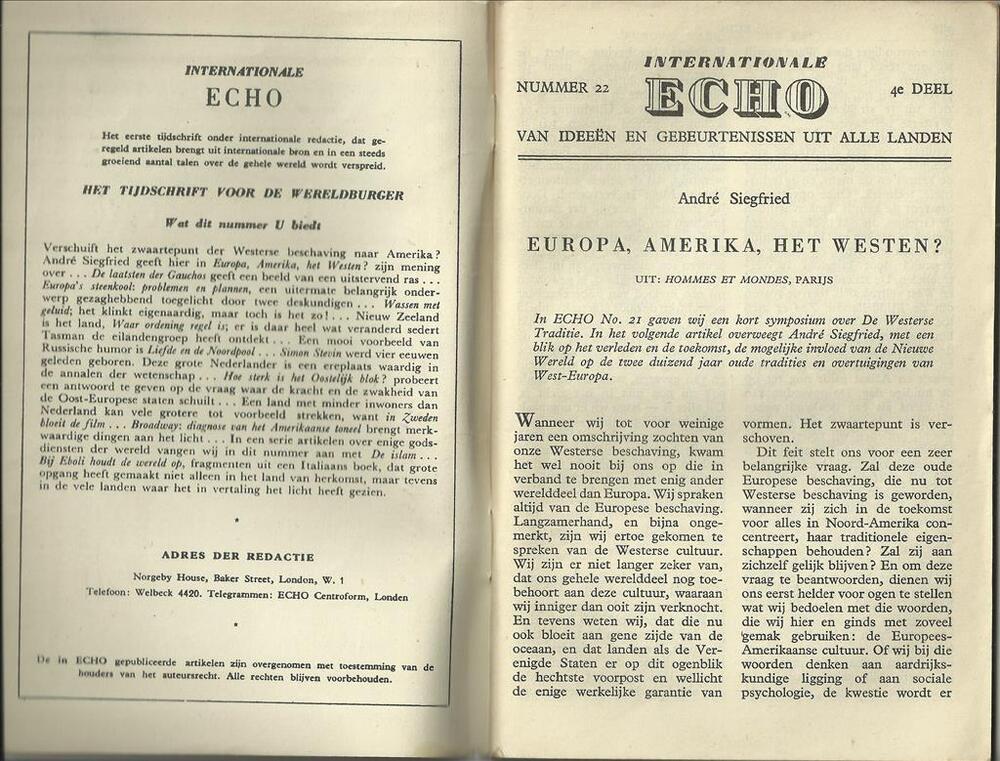 INTERNATIONALE
ECHO
Het eerste tijdschrift onder internationale redactie, dat ge-
regeld artikelen brengt uit internationale bron en in een steeds
groeiend aantal talen over de gehele wereld wordt verspreid.
HET TIJDSCHRIFT VOOR DE WERELDBURGER
Wat dit nummer U biedt
Verschuift het zwaartepunt der Westerse beschaving naar Amerika?
André Siegfried geeft hier in Europa, Amerika, het Westen? zijn mening
over . . . De laatsten der Gauchos geeft een beeld van een uitstervend ras . . .
Europa's steenkool: problemen en plannen, een uitermate belangrijk onder-
werp gezaghebbend toegelicht door twee deskundigen . . . Wassen met
geluid; het klinkt eigenaardig, maar toch is het zo! . . . Nieuw Zeeland
is het land, Waar ordening regel is; er is daar heel wat veranderd sedert
Tasman de eilandengroep heeft ontdekt . . . Een mooi voorbeeld van
Russische humor is Liefde en de Noordpool . . . Simon Stevin werd vier eeuwen
geleden geboren. Deze grote Nederlander is een ereplaats waardig in
de annalen der wetenschap . . . Hoe sterk is het Oostelijk blok? probeert
een antwoord te geven op de vraag waar de kracht en de zwakheid van
de Oost-Europese staten schuilt . . . Een land met minder inwoners dan
Nederland kan vele grotere tot voorbeeld strekken, want in Zweden
bloeit de film . . . Broadway: diagnose van het Amerikaanse toneel brengt merk-
waardige dingen aan het licht . . . In een serie artikelen over enige gods-
diensten der wereld vangen wij in dit nummer aan met De islam . . .
Bij Eboli houdt de wereld op, fragmenten uit een Italiaans boek, dat grote
opgang heeft gemaakt niet alleen in het land van herkomst, maar tevens
in de vele landen waar het in vertaling het licht heeft gezien.
*
ADRES DER REDACTIE
Norgeby House, Baker Street, London, W. 1
Telefoon: Welbeck 4420. Telegrammen: ECHO Centroform, Londen
*
De in ECHO gepubliceerde artikelen zijn overgenomen met toestemming van de
houders van het auteursrecht. Alle rechten blijven voorbehouden.
INTERNATIONALE
NUMMER 22 ECHO 4e DEEL
VAN IDEEËN EN GEBEURTENISSEN UIT ALLE LANDEN
André Siegfried
EUROPA, AMERIKA, HET WESTEN?
UIT: HOMMES ET MONDES, PARIJS
In ECHO No. 21 gaven wij een kort symposium over De Westerse
Traditie. In het volgende artikel overweegt André Siegfried, met een
blik op het verleden en de toekomst, de mogelijke invloed van de Nieuwe
Wereld op de twee duizend jaar oude tradities en overtuigingen van
West-Europa.
Wanneer wij tot voor weinige
jaren een omschrijving zochten van
onze Westerse beschaving, kwam
het wel nooit bij ons op die in
verband te brengen met enig ander
werelddeel dan Europa. Wij spraken
altijd van de Europese beschaving.
Langzamerhand, en bijna onge-
merkt, zijn wij ertoe gekomen te
spreken van de Westerse cultuur.
Wij zijn er niet langer zeker van,
dat ons gehele werelddeel nog toe-
behoort aan deze cultuur, waaraan
wij inniger dan ooit zijn verknocht.
En tevens weten wij, dat die nu
ook bloeit aan gene zijde van de
oceaan, en dat landen als de Ver-
enigde Staten er op dit ogenblik
de hechtste voorpost en wellicht
de enige werkelijke garantie van
vormen. Het zwaartepunt is ver-
schoven.
Dit feit stelt ons voor een zeer
belangrijke vraag. Zal deze oude
Europese beschaving, die nu tot
Westerse beschaving is geworden,
wanneer zij zich in de toekomst
voor alles in Noord-Amerika con-
centreert, haar traditionele eigen-
schappen behouden? Zal zij aan
zichzelf gelijk blijven? En om deze
vraag te beantwoorden, dienen wij
ons eerst helder voor ogen te stellen
wat wij bedoelen met die woorden,
die wij hier en ginds met zoveel
gemak gebruiken: de Europees-
Amerikaanse cultuur. Of wij bij die
woorden denken aan aardrijks-
kundige ligging of aan sociale
psychologie, de kwestie wordt er